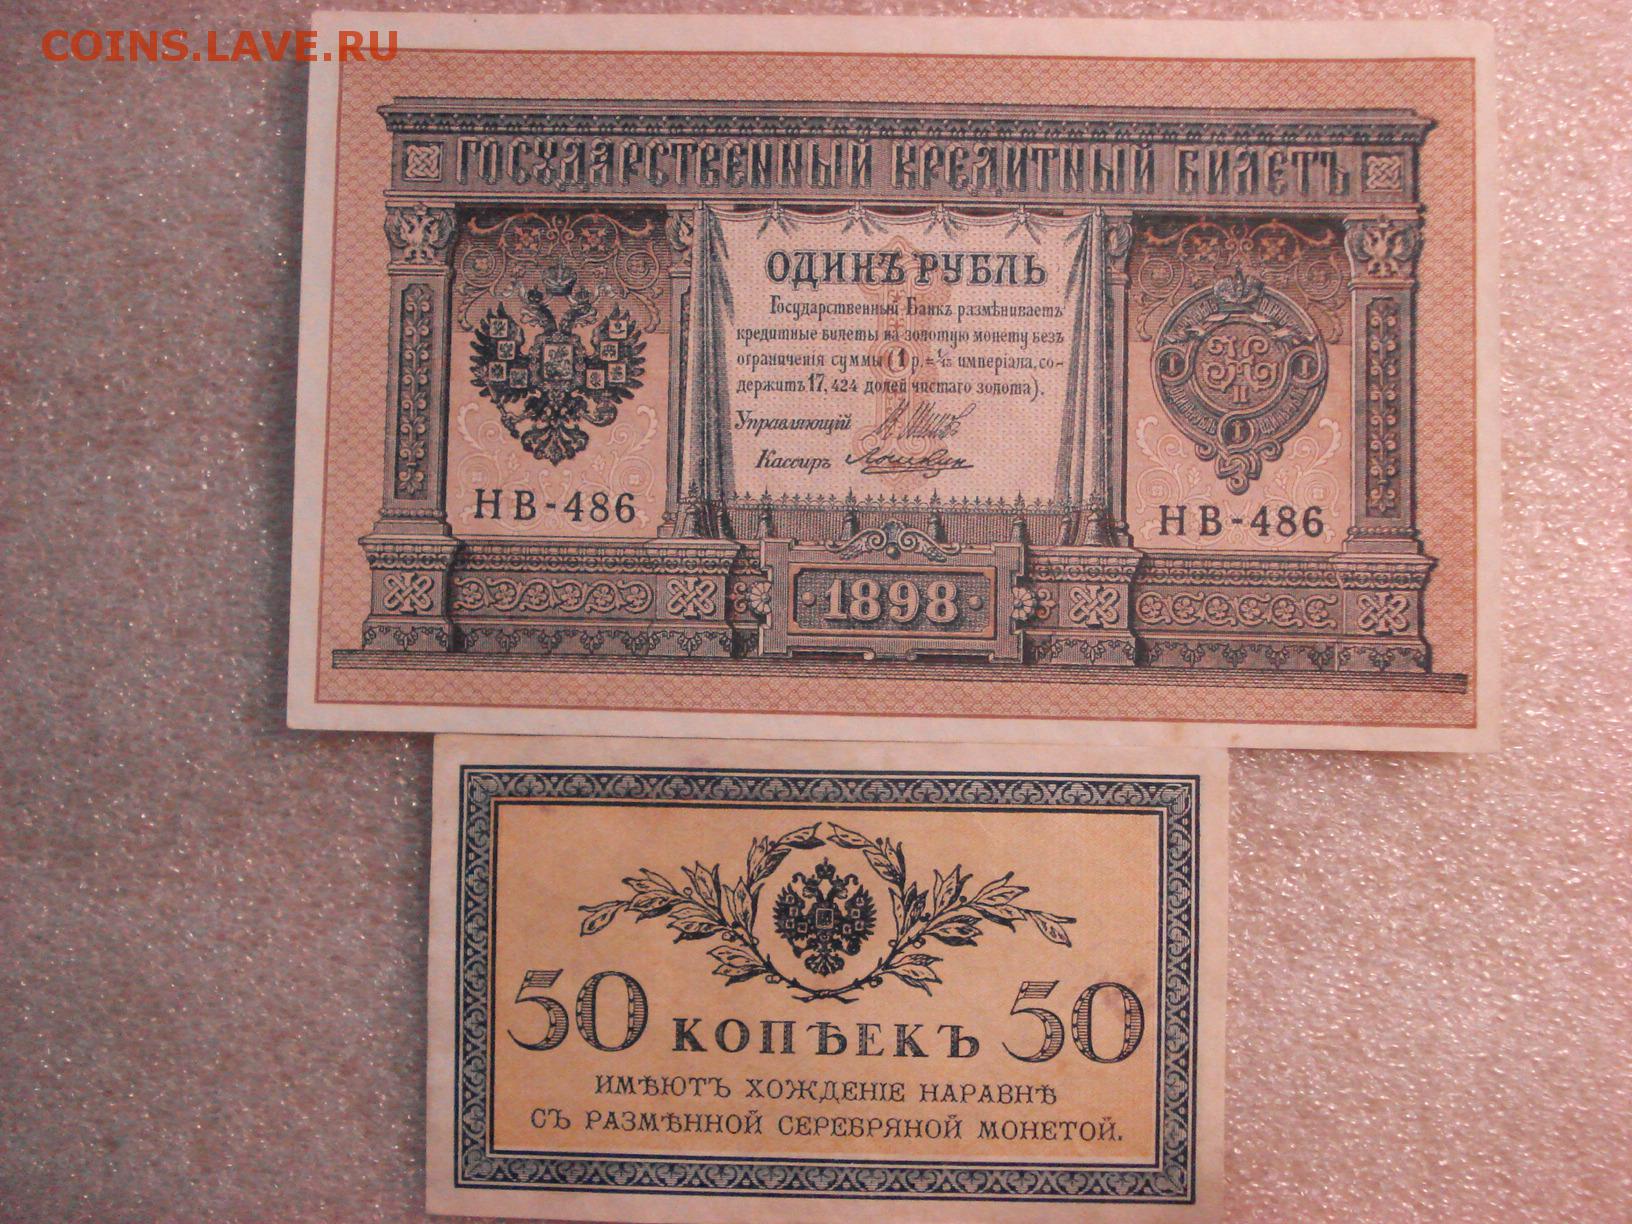 COINS.LAVE.RU
ГОСУДАРСТВЕННЫЙ КРЕДИТНЫЙ БИЛЕТЪ
ОДИНЪ РУБЛЬ
Государственный Банкъ размѣниваетъ
кредитные билеты на золотую монету безъ
ограниченія суммы (1 р. = 1/15 имперіала, со-
держитъ 17,424 долей чистаго золота).
Управляющій
Кассиръ
НВ-486
НВ-486
1898
50 КОПѢЕКЪ 50
ИМѢЮТЪ ХОЖДЕНІЕ НАРАВНѢ
СЪ РАЗМѢННОЙ СЕРЕБРЯНОЙ МОНЕТОЙ.